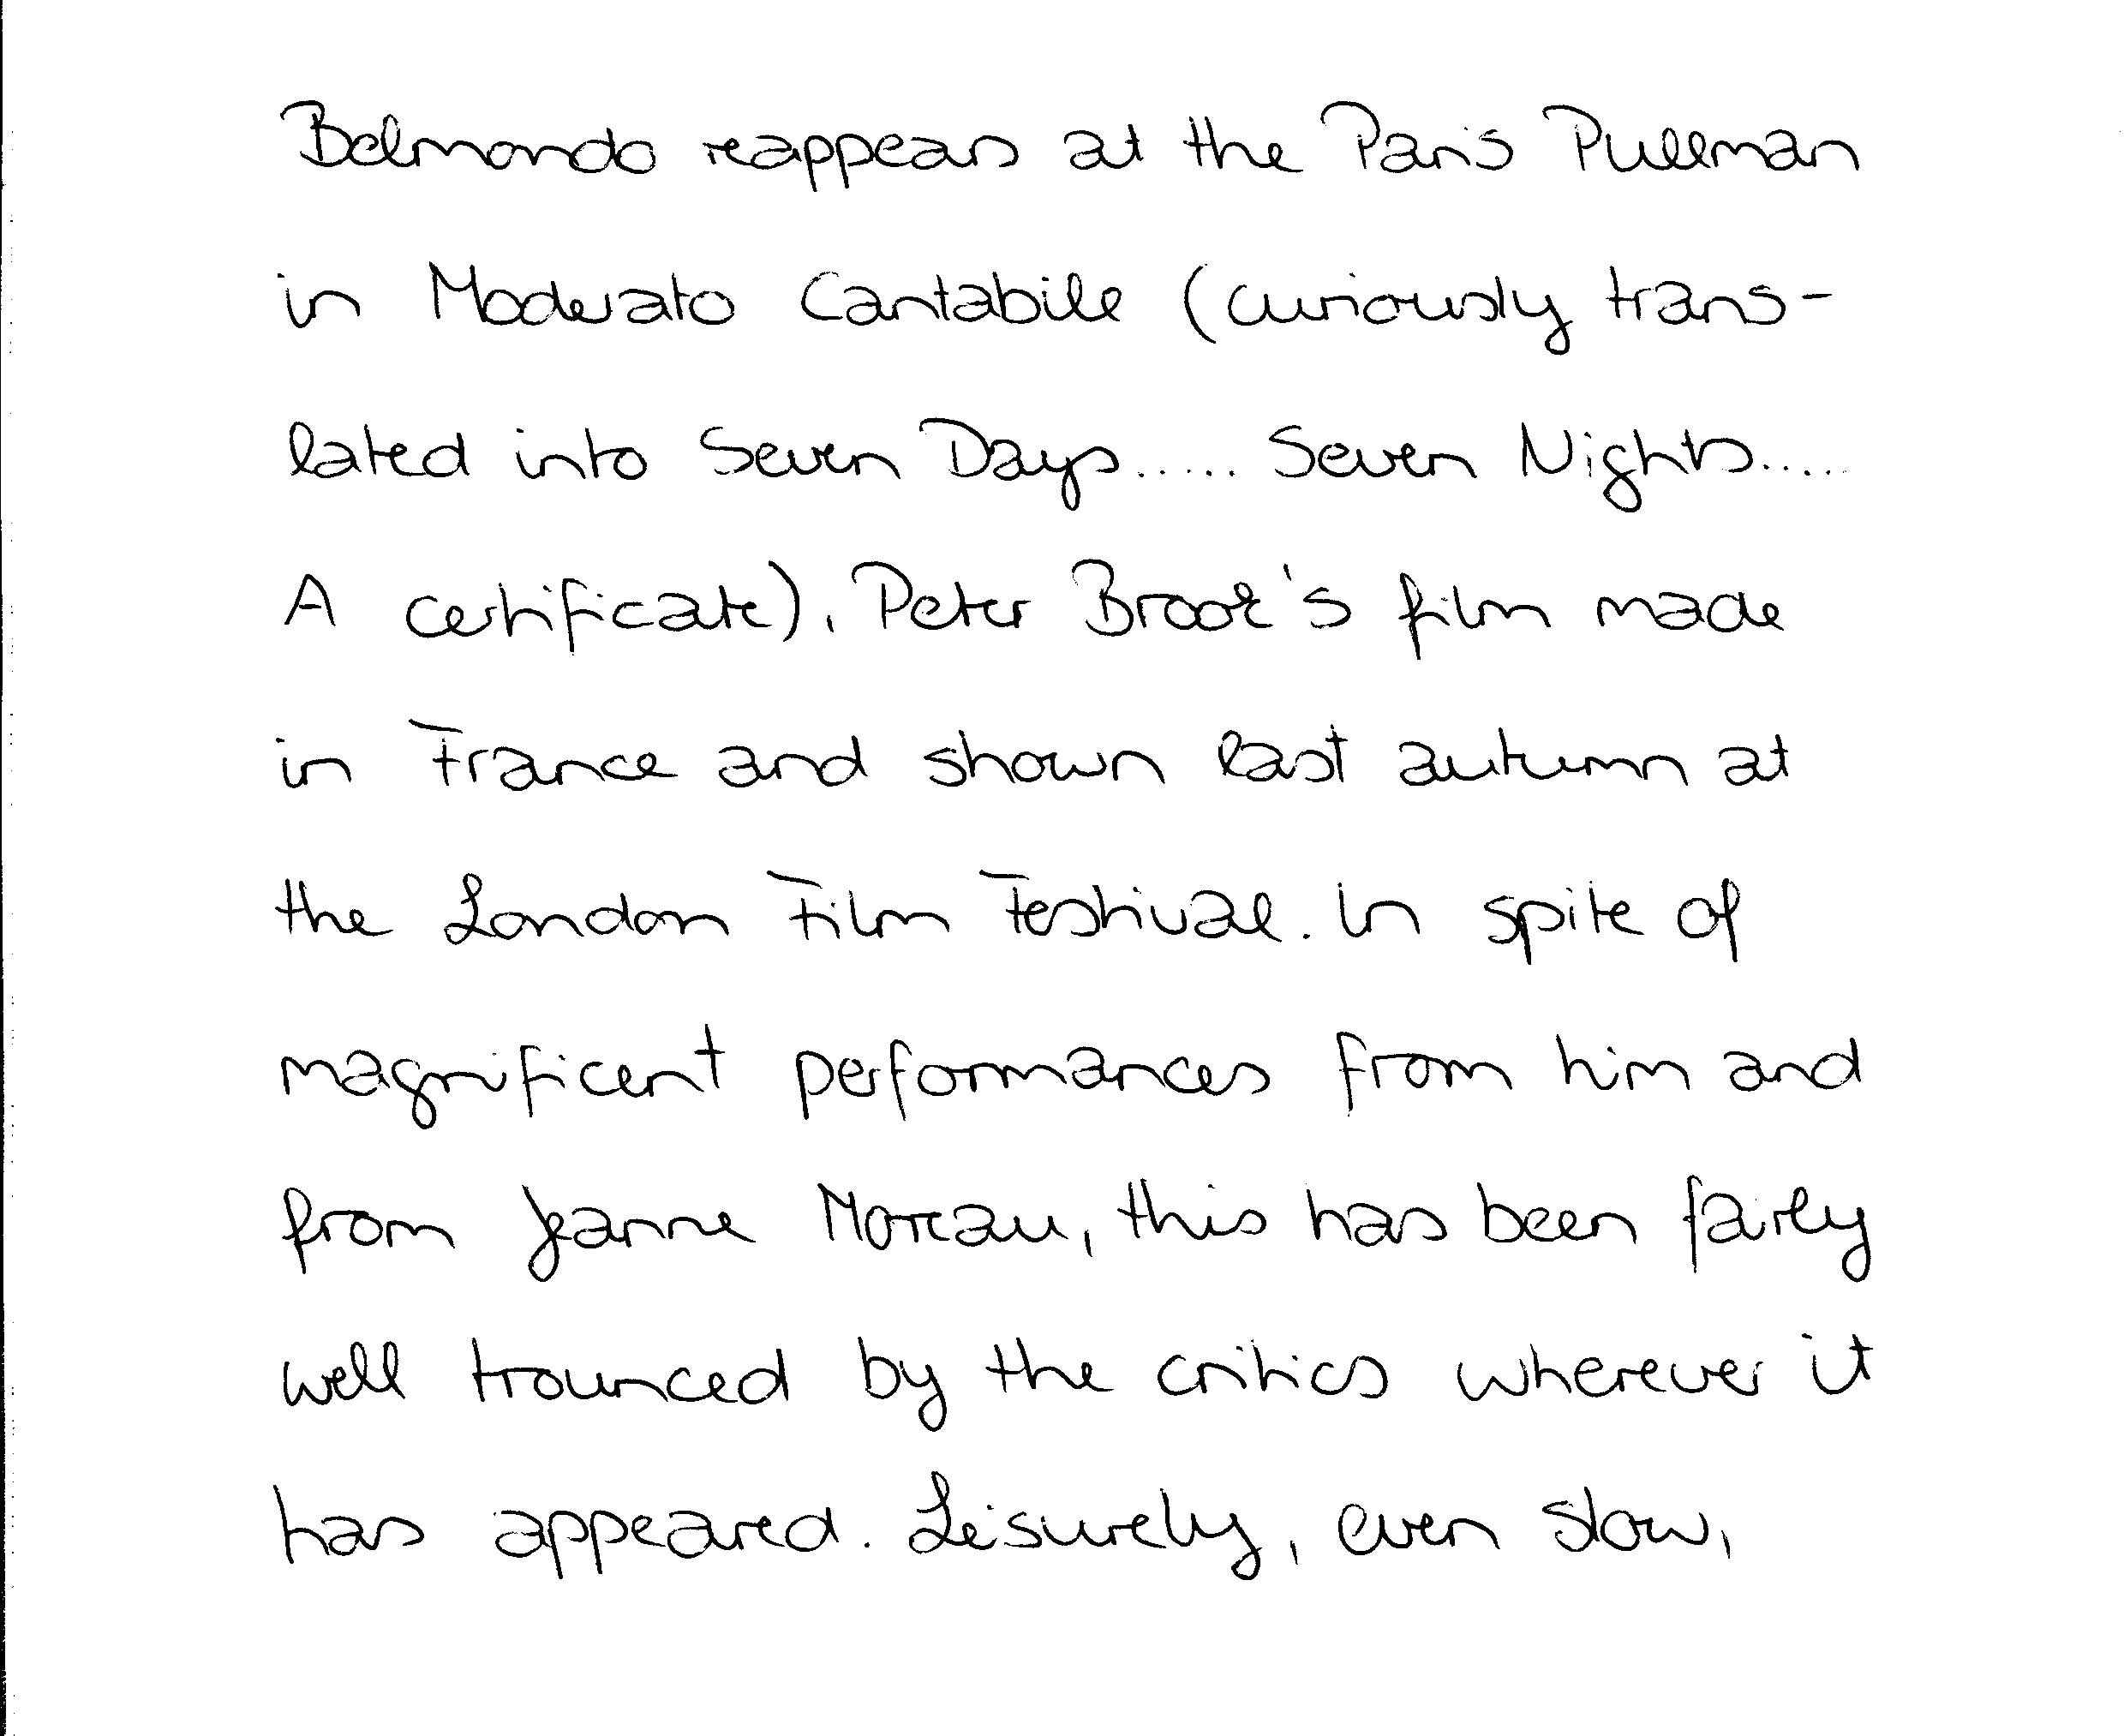 Belmondo reappears at the Paris Pullman
in Moderato Cantabile (curiously trans-
lated into Seven Days..... Seven Nights.....
A certificate). Peter Brook's film made
in France and shown last autumn at
the London Film Festival. In spite of
magnificent performances from him and
from Jeanne Moreau, this has been fairly
well trounced by the critics wherever it
has appeared. Leisurely, even slow,